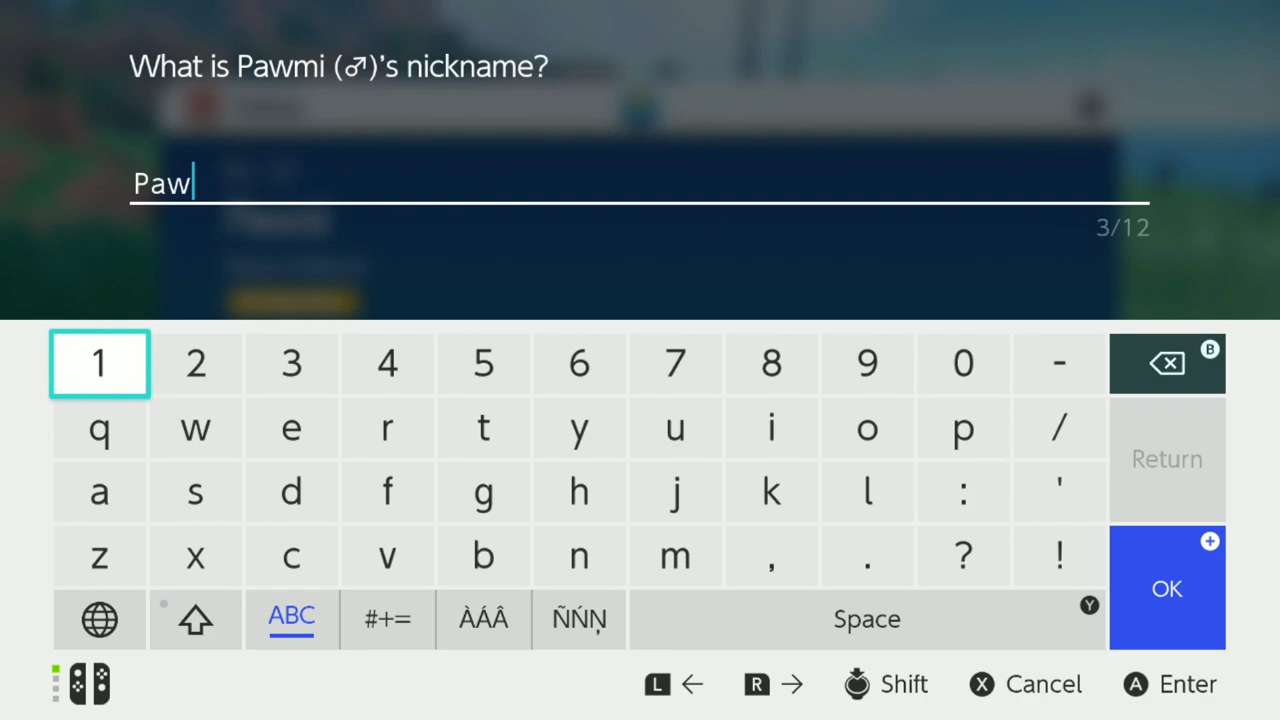 What is Pawmi (♂)'s nickname?
Paw
3/12
1 2 3 4 5 6 7 8 9 0 - B
q w e r t y u i o p /
Return
a s d f g h j k l : '
z x c v b n m , . ? ! +
OK
ABC #+= ÀÁÂ ÑŃŅ Space Y
L ← R → Shift X Cancel A Enter